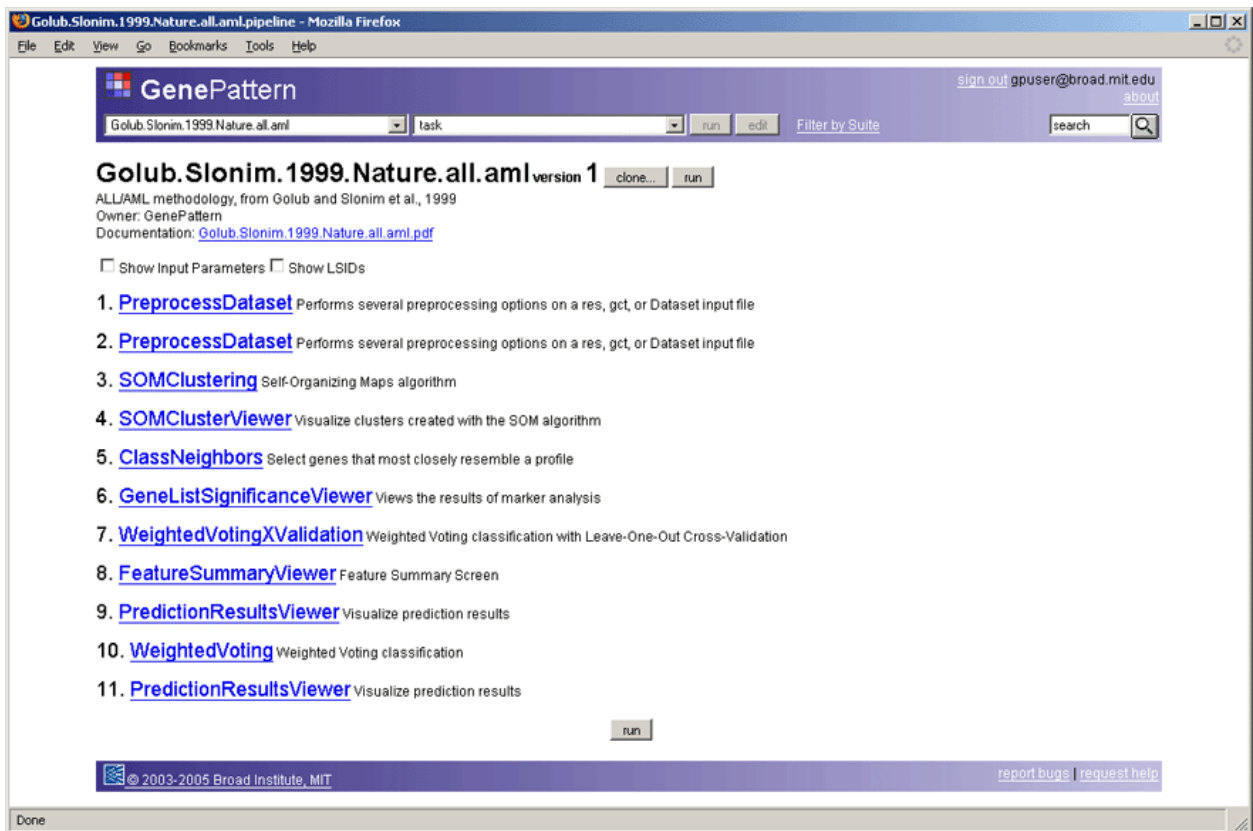 Golub.Slonim.1999.Nature.all.aml.pipeline - Mozilla Firefox
File Edit View Go Bookmarks Tools Help
GenePattern
sign out gpuser@broad.mit.edu
about
Golub.Slonim.1999.Nature.all.aml task run edit Filter by Suite search
Golub.Slonim.1999.Nature.all.aml version 1 clone... run
ALL/AML methodology, from Golub and Slonim et al., 1999
Owner: GenePattern
Documentation: Golub.Slonim.1999.Nature.all.aml.pdf
Show Input Parameters Show LSIDs
1. PreprocessDataset Performs several preprocessing options on a res, gct, or Dataset input file
2. PreprocessDataset Performs several preprocessing options on a res, gct, or Dataset input file
3. SOMClustering Self-Organizing Maps algorithm
4. SOMClusterViewer Visualize clusters created with the SOM algorithm
5. ClassNeighbors Select genes that most closely resemble a profile
6. GeneListSignificanceViewer Views the results of marker analysis
7. WeightedVotingXValidation Weighted Voting classification with Leave-One-Out Cross-Validation
8. FeatureSummaryViewer Feature Summary Screen
9. PredictionResultsViewer Visualize prediction results
10. WeightedVoting Weighted Voting classification
11. PredictionResultsViewer Visualize prediction results
run
© 2003-2005 Broad Institute, MIT report bugs | request help
Done